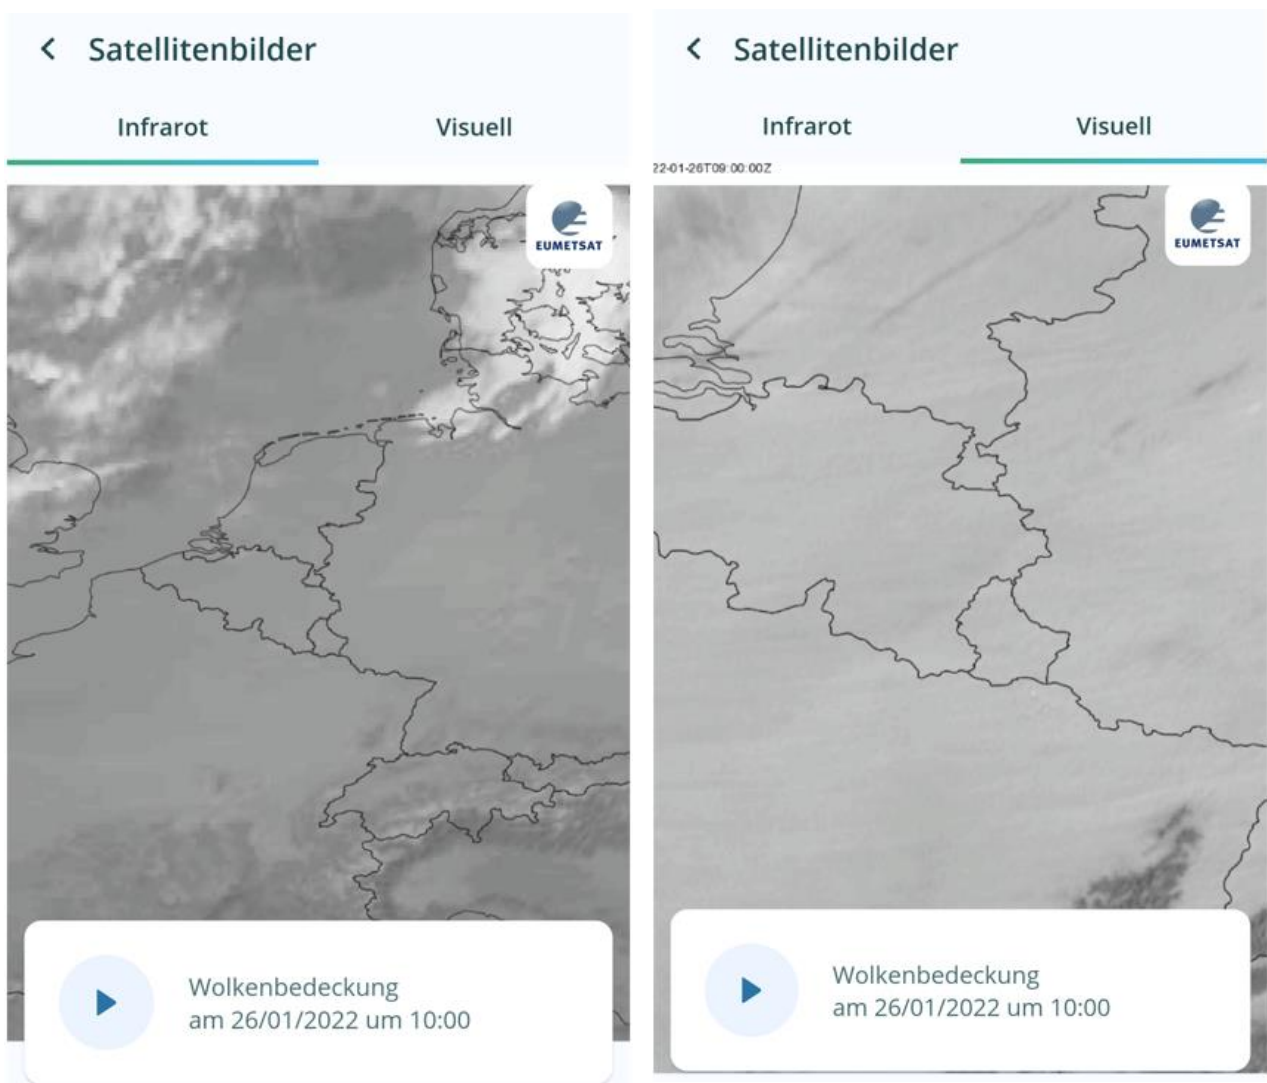 Satellitenbilder
Infrarot Visuell
EUMETSAT
Wolkenbedeckung
am 26/01/2022 um 10:00
Satellitenbilder
Infrarot Visuell
22-01-26T09:00:00Z
EUMETSAT
Wolkenbedeckung
am 26/01/2022 um 10:00